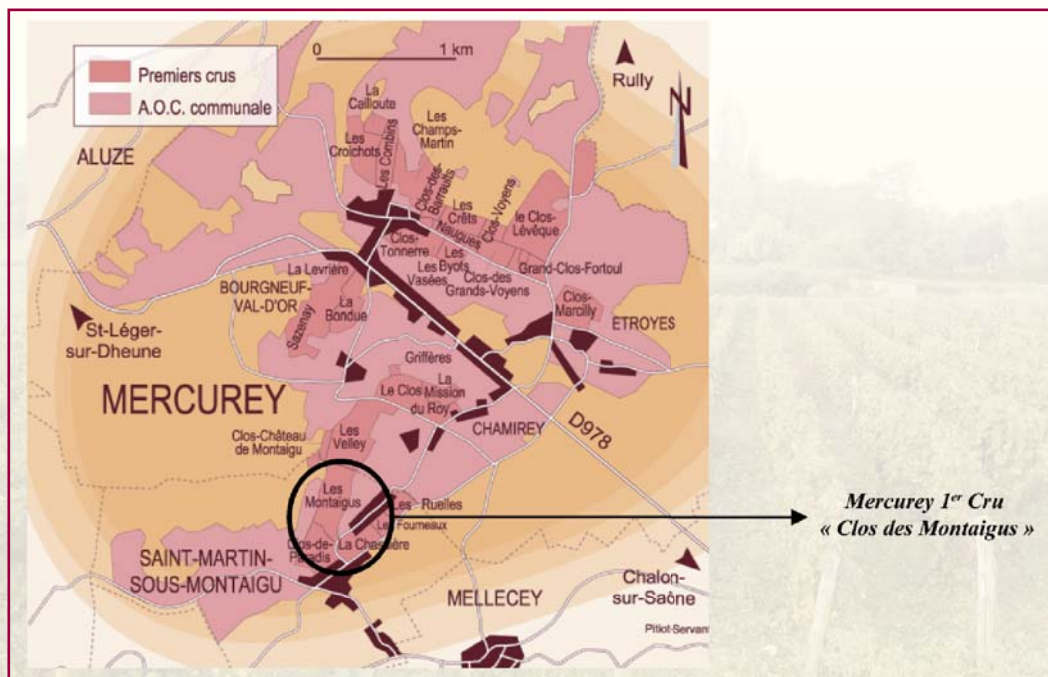 Premiers crus
A.O.C. communale
0
1 km
Rully
N
ALUZE
La
Cailloute
Les
Croichots
Les Combins
Les
Champs-
Martin
Clos-des-
Barraults
Les
Crêts
Clos-Voyens
Naugues
le Clos-
Lévêque
Clos-
Tonnerre
Les
Vasées
Les
Byots
Clos-des
Grands-Voyens
Grand-Clos-Fortoul
La Levrière
BOURGNEUF-
VAL-D'OR
Sazenay
La
Bondue
Clos-
Marcilly
ETROYES
St-Léger-
sur-Dheune
Griffères
MERCUREY
Le Clos
La
Mission
du Roy
CHAMIREY
D978
Clos-Château
de Montaigu
Les
Velley
Les
Montaigus
Les Ruelles
Les Fourneaux
Clos-de-
Paradis
La Chassière
SAINT-MARTIN-
SOUS-MONTAIGU
MELLECEY
Chalon-
sur-Saône
Pitiot-Servant
Mercurey 1er Cru
« Clos des Montaigus »